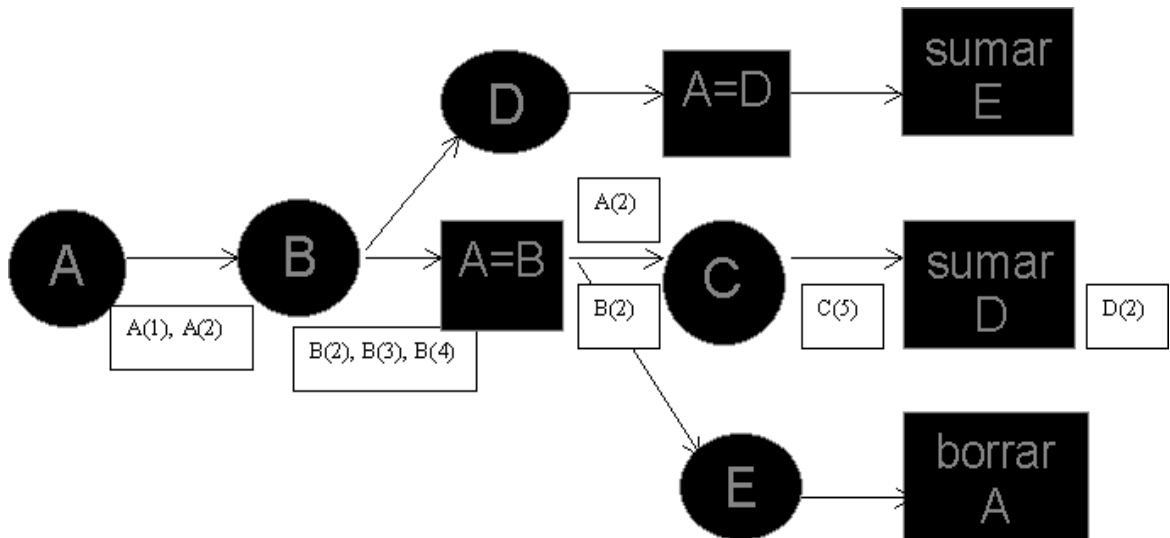 D
A=D
sumar
E
A
B
A=B
A(2)
B(2)
C
sumar
D
A(1), A(2)
B(2), B(3), B(4)
C(5)
D(2)
E
borrar
A